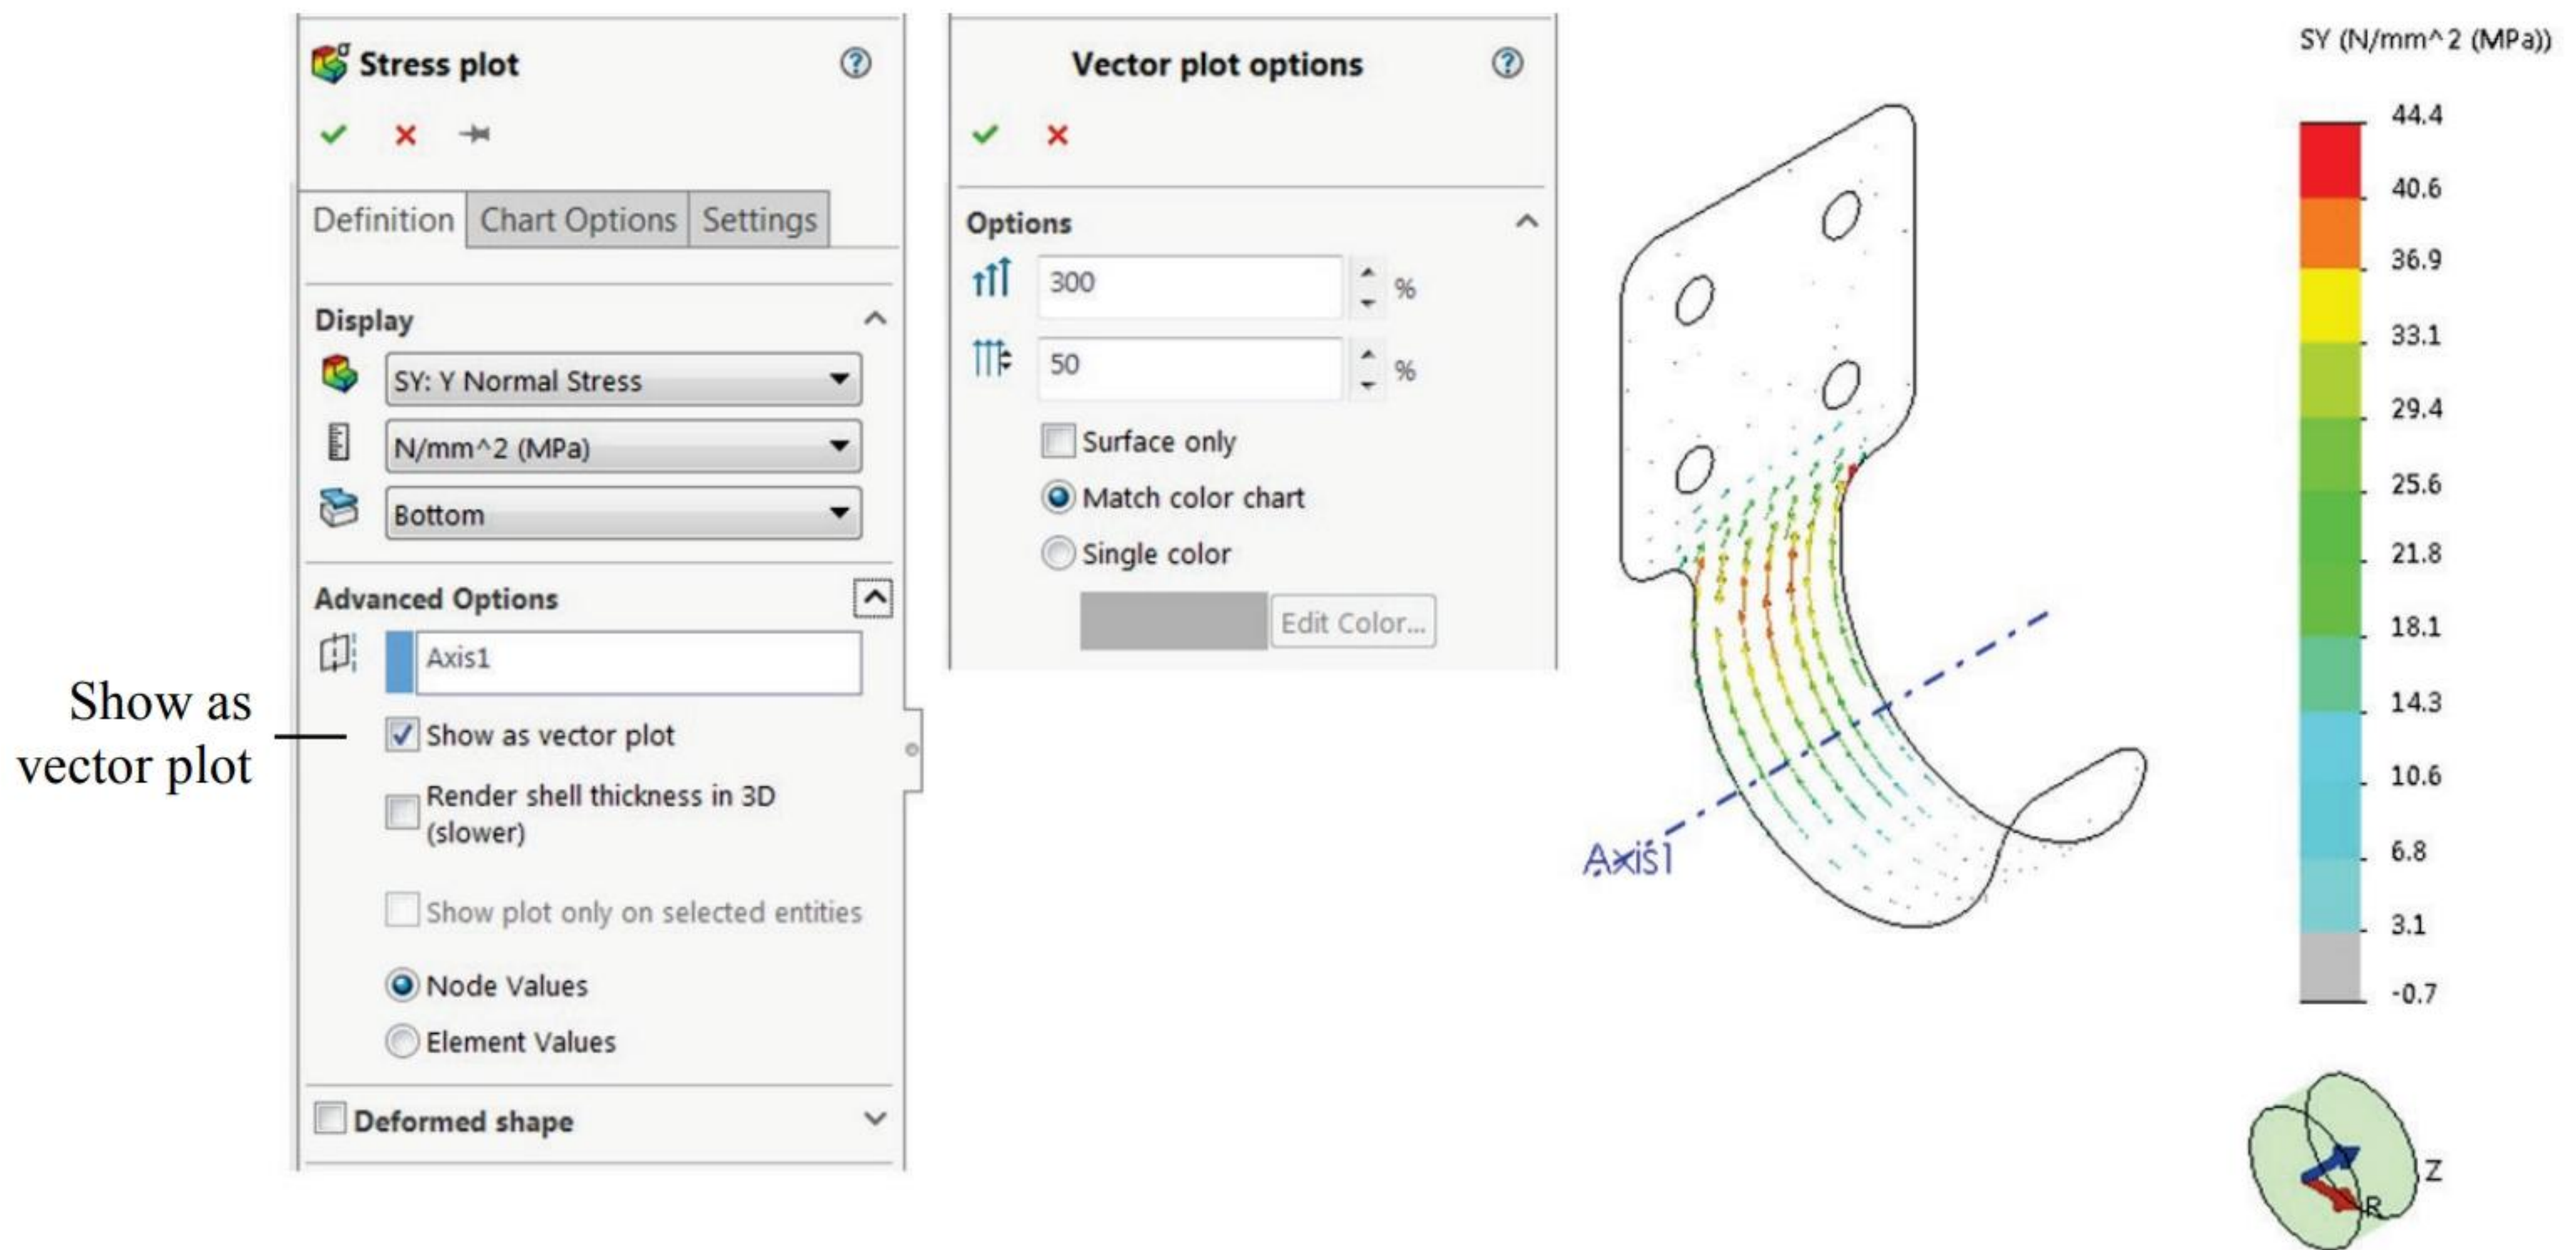 Show as
vector plot
Stress plot
Definition Chart Options Settings
Display
SY: Y Normal Stress
N/mm^2 (MPa)
Bottom
Advanced Options
Axis1
Show as vector plot
Render shell thickness in 3D
(slower)
Show plot only on selected entities
Node Values
Element Values
Deformed shape
Vector plot options
Options
300 %
50 %
Surface only
Match color chart
Single color
Edit Color...
Axis1
SY (N/mm^2 (MPa))
44.4
40.6
36.9
33.1
29.4
25.6
21.8
18.1
14.3
10.6
6.8
3.1
-0.7
Z
R